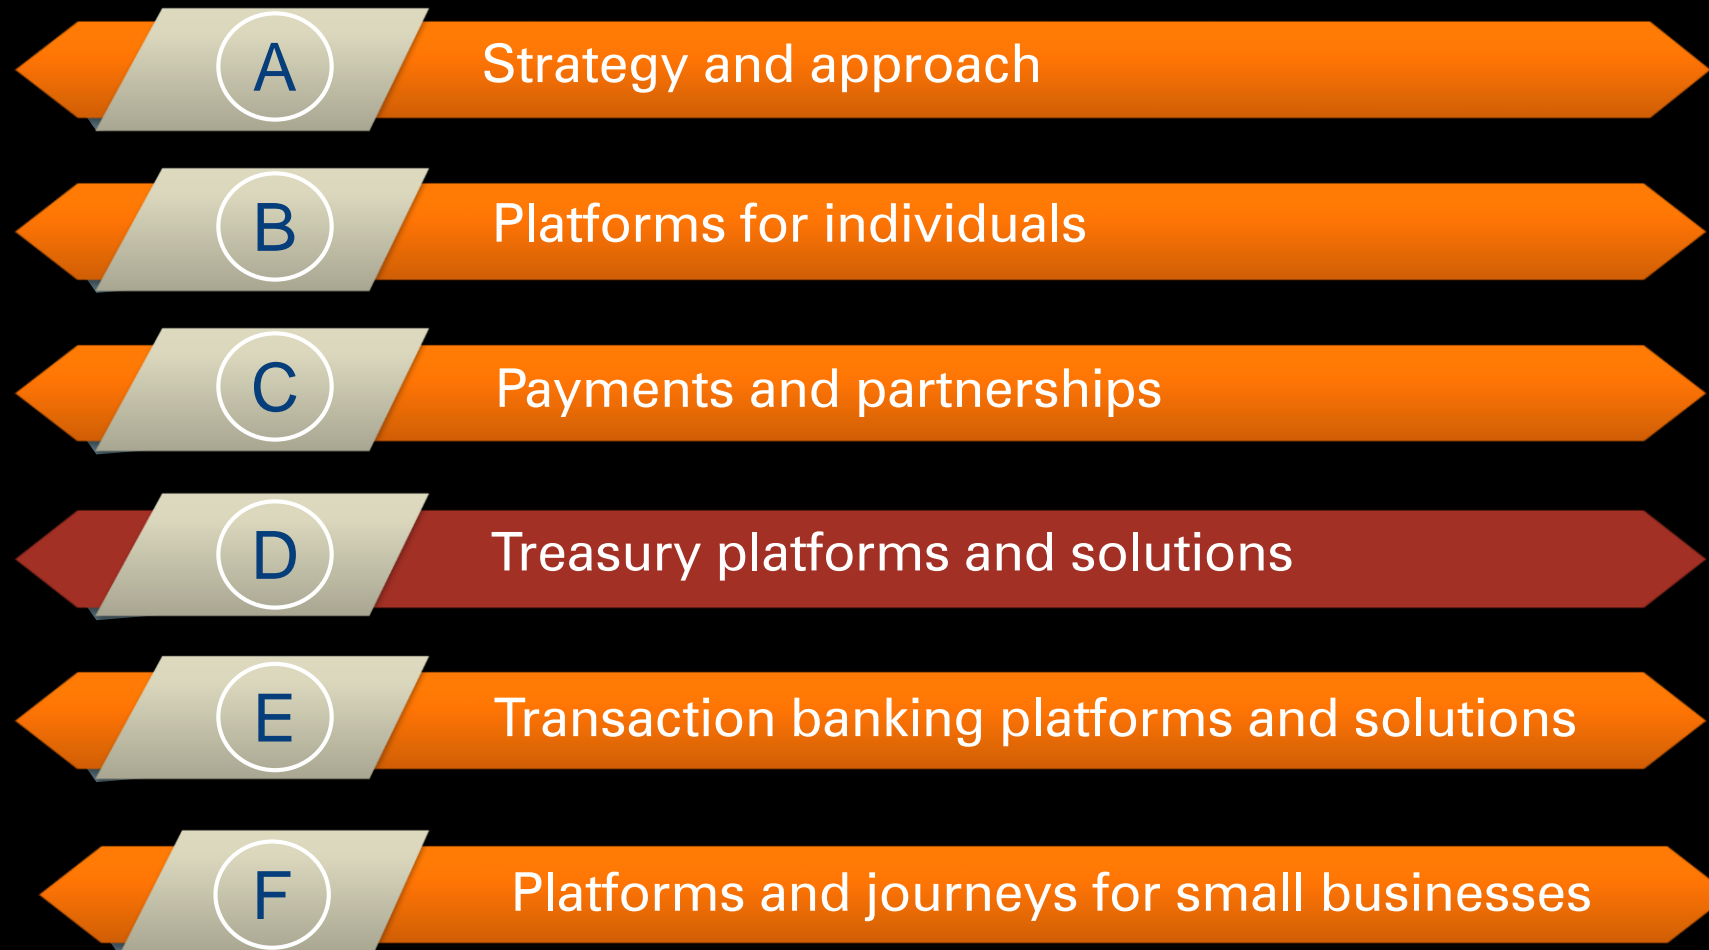 A Strategy and approach
B Platforms for individuals
C Payments and partnerships
D Treasury platforms and solutions
E Transaction banking platforms and solutions
F Platforms and journeys for small businesses